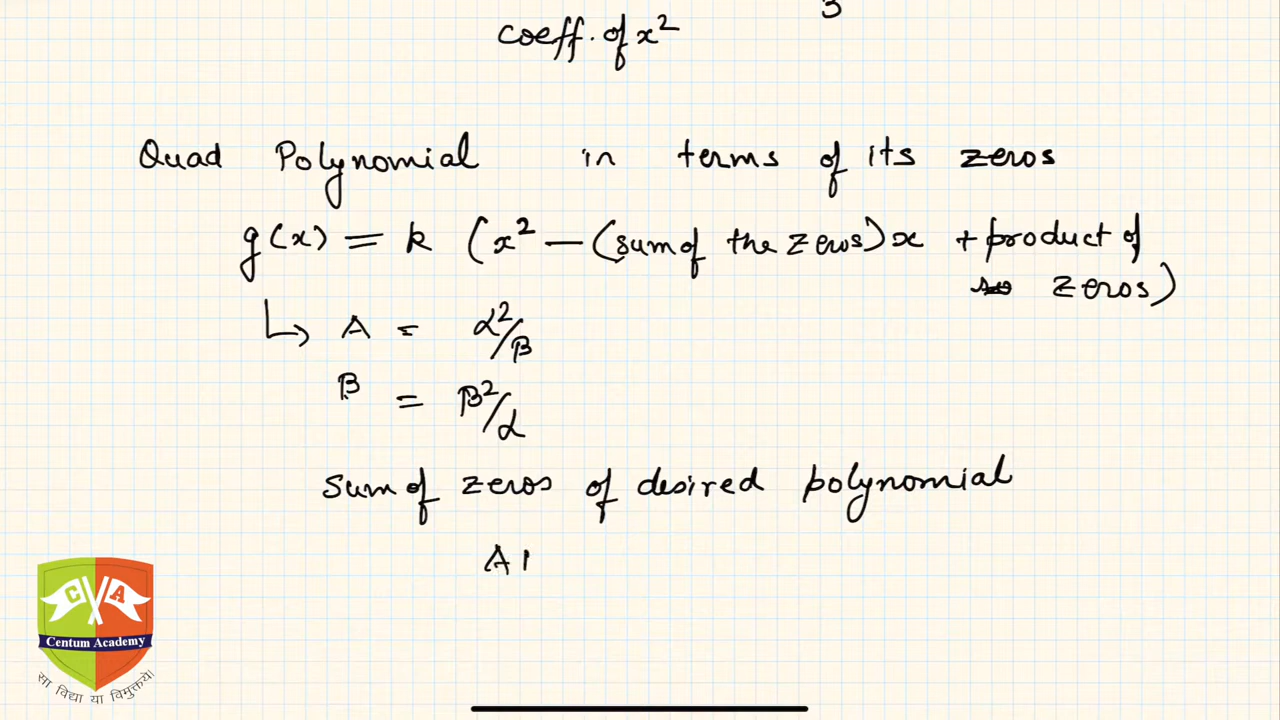 3
coeff. of x²
Quad Polynomial in terms of its zeros
g(x) = k (x² — (sum of the zeros)x + product of
zeros)
↳ A = α²/β
B = β²/α
Sum of zeros of desired polynomial
A
CA
Centum Academy
सा विद्या या विमुक्तये।